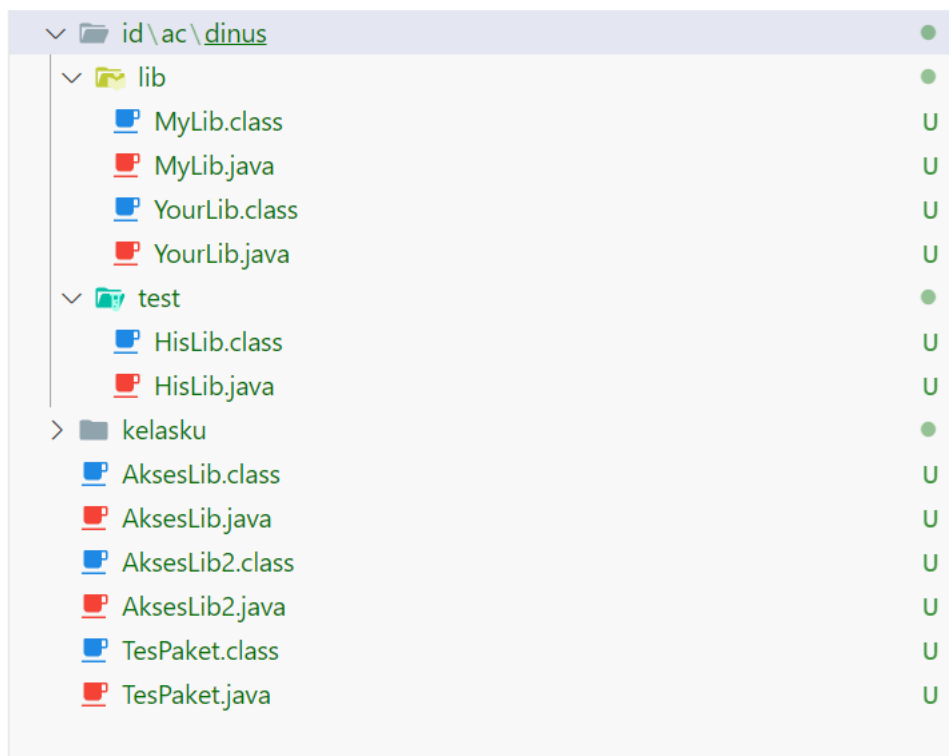 id\ac\dinus
lib
MyLib.class U
MyLib.java U
YourLib.class U
YourLib.java U
test
HisLib.class U
HisLib.java U
kelasku
AksesLib.class U
AksesLib.java U
AksesLib2.class U
AksesLib2.java U
TesPaket.class U
TesPaket.java U